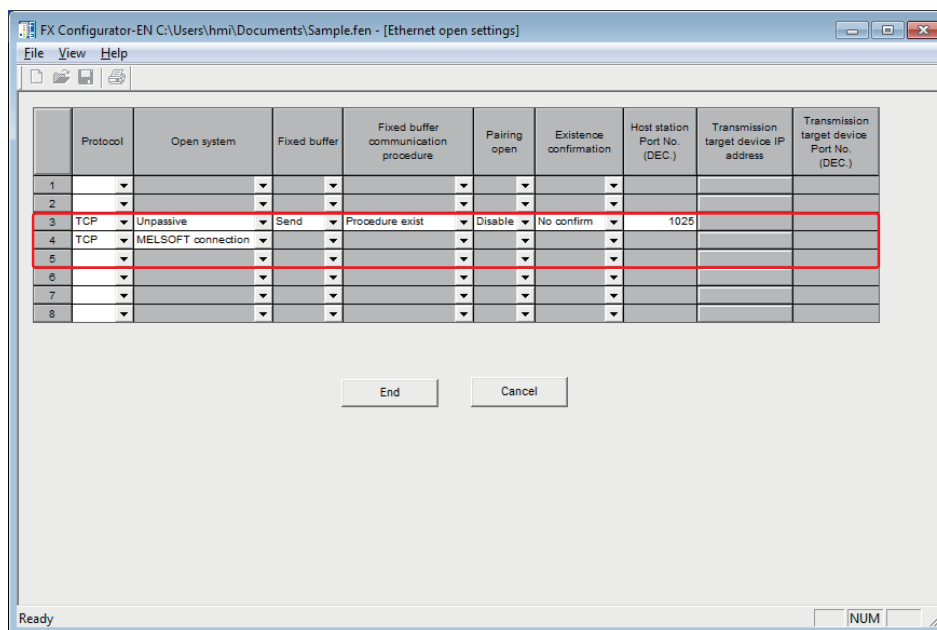 FX Configurator-EN C:\Users\hmi\Documents\Sample.fen - [Ethernet open settings]
File View Help
Protocol
Open system
Fixed buffer
Fixed buffer
communication
procedure
Pairing
open
Existence
confirmation
Host station
Port No.
(DEC.)
Transmission
target device IP
address
Transmission
target device
Port No.
(DEC.)
1
2
3 TCP Unpassive Send Procedure exist Disable No confirm 1025
4 TCP MELSOFT connection
5
6
7
8
End Cancel
Ready NUM